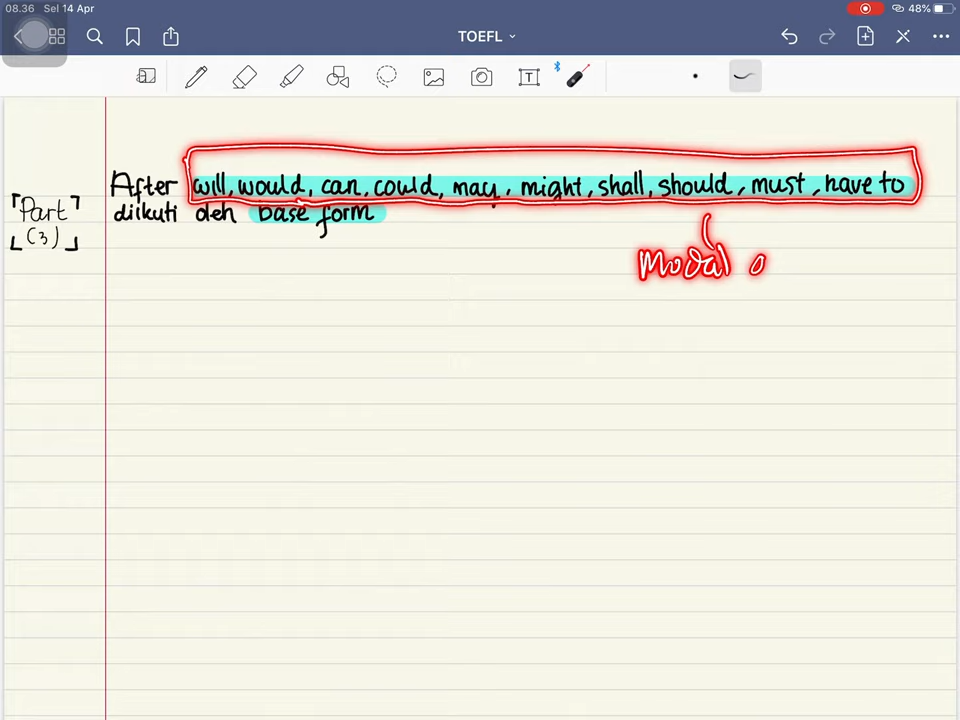 08.36 Sel 14 Apr
48%
TOEFL
T
After will, would, can, could, may, might, shall, should, must, have to
diikuti oleh base form
Part
(3)
Modal